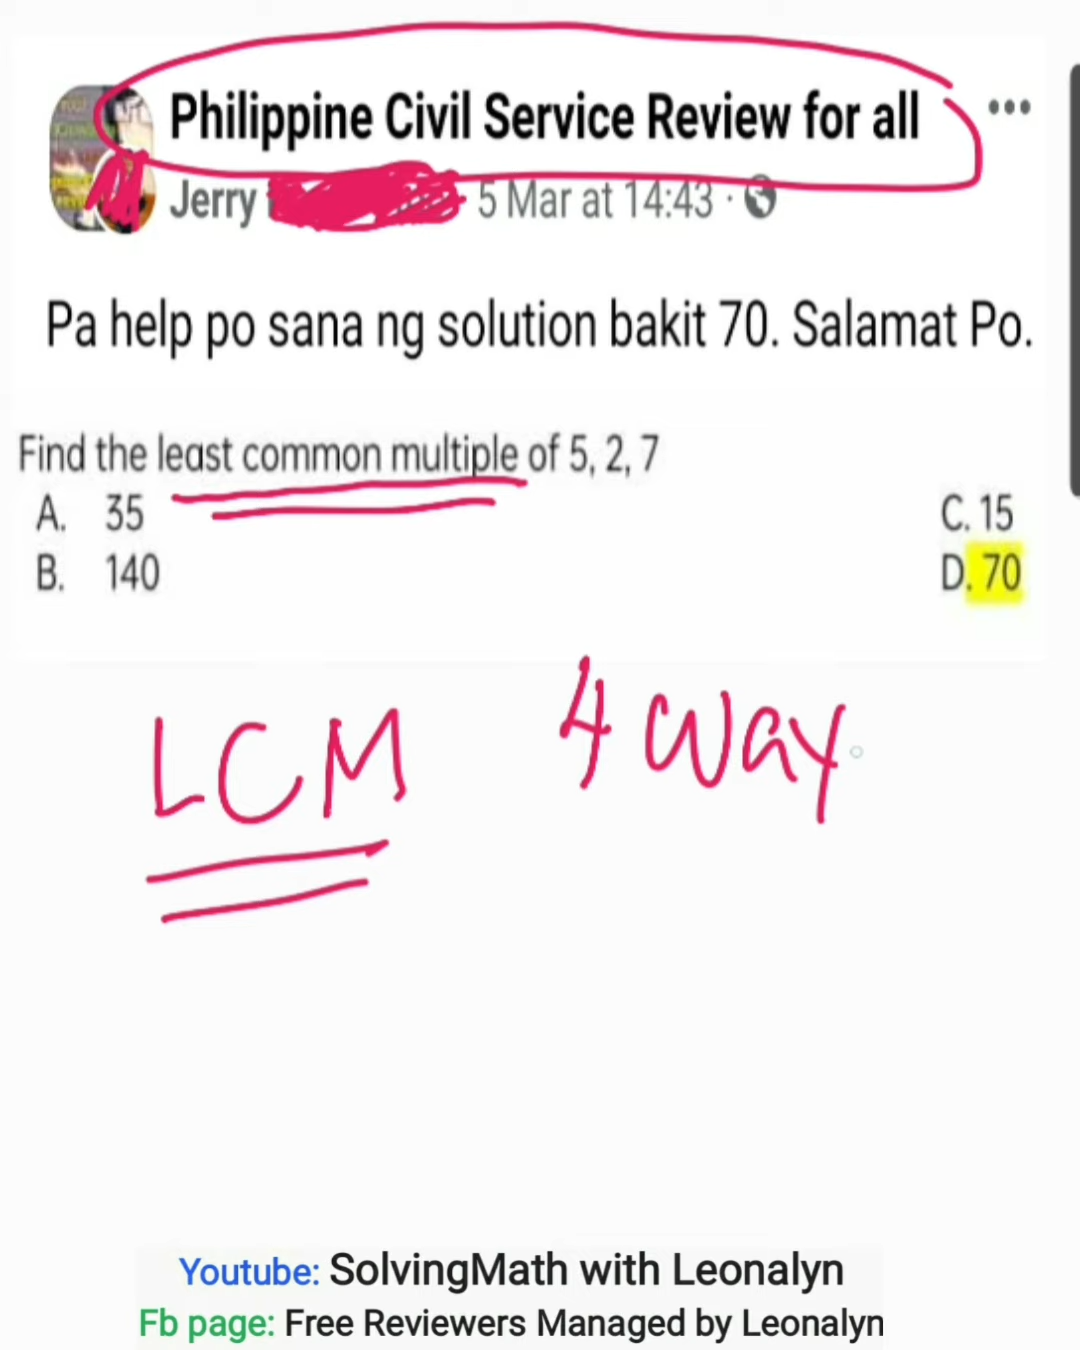 Philippine Civil Service Review for all
Jerry 5 Mar at 14:43 ·
Pa help po sana ng solution bakit 70. Salamat Po.
Find the least common multiple of 5, 2, 7
A. 35 C. 15
B. 140 D. 70
LCM 4 way
Youtube: SolvingMath with Leonalyn
Fb page: Free Reviewers Managed by Leonalyn